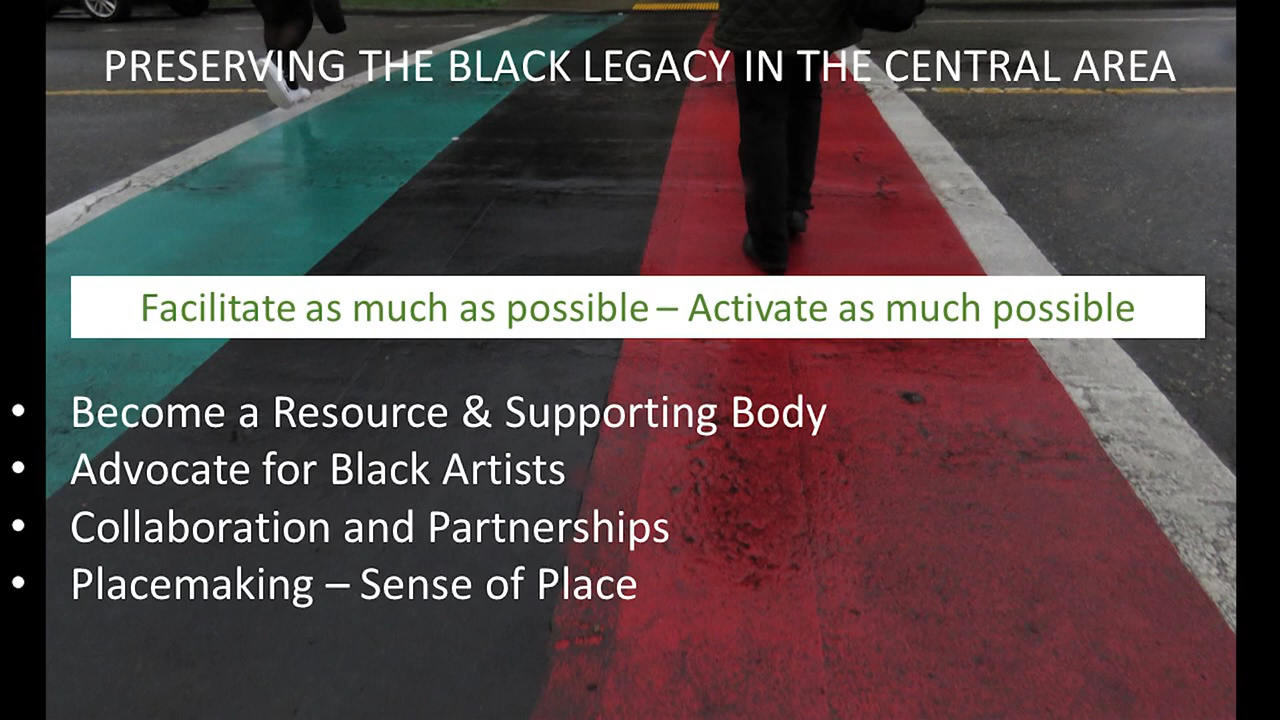 PRESERVING THE BLACK LEGACY IN THE CENTRAL AREA
Facilitate as much as possible – Activate as much possible
• Become a Resource & Supporting Body
• Advocate for Black Artists
• Collaboration and Partnerships
• Placemaking – Sense of Place